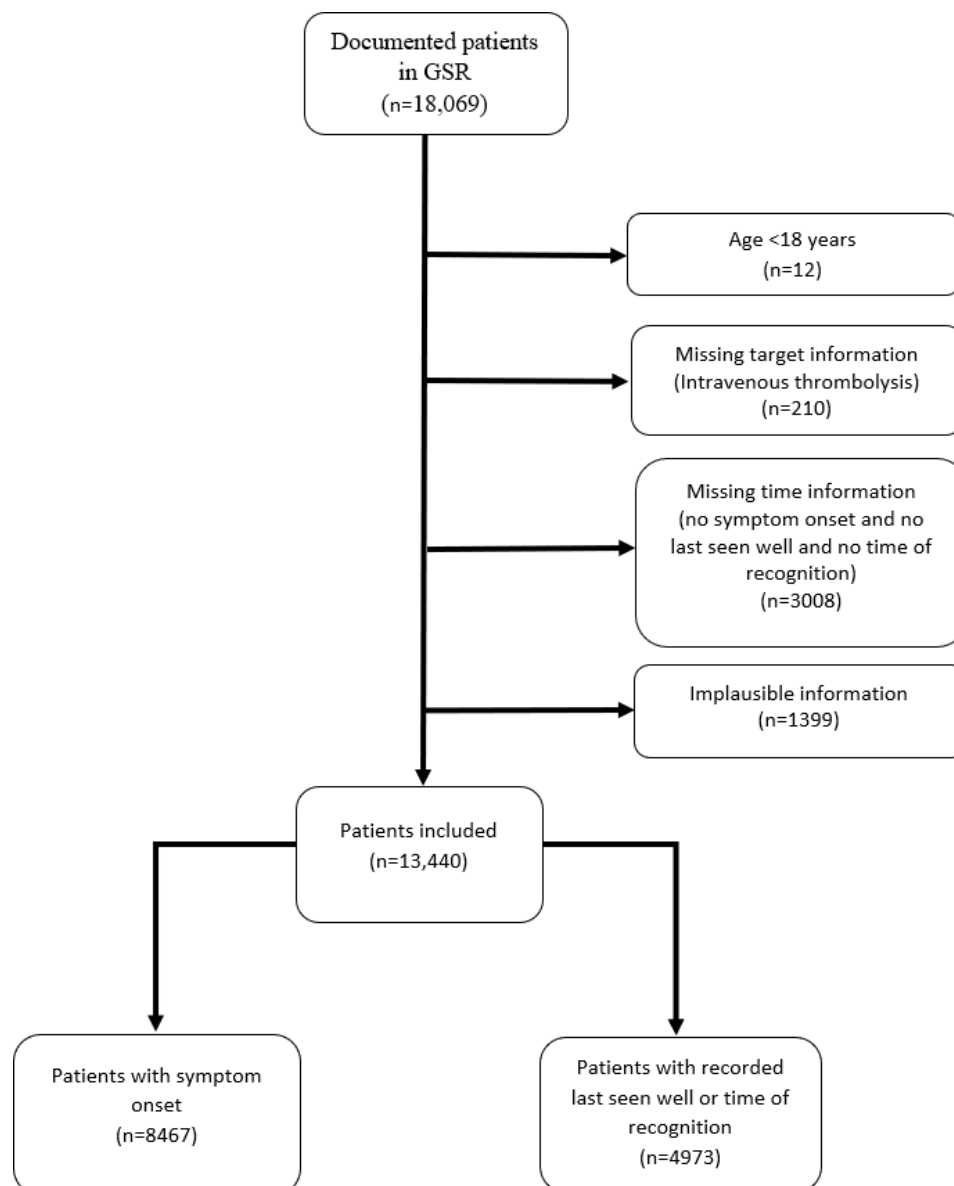 Documented patients
in GSR
(n=18,069)
Age <18 years
(n=12)
Missing target information
(Intravenous thrombolysis)
(n=210)
Missing time information
(no symptom onset and no
last seen well and no time of
recognition)
(n=3008)
Implausible information
(n=1399)
Patients included
(n=13,440)
Patients with symptom
onset
(n=8467)
Patients with recorded
last seen well or time of
recognition
(n=4973)